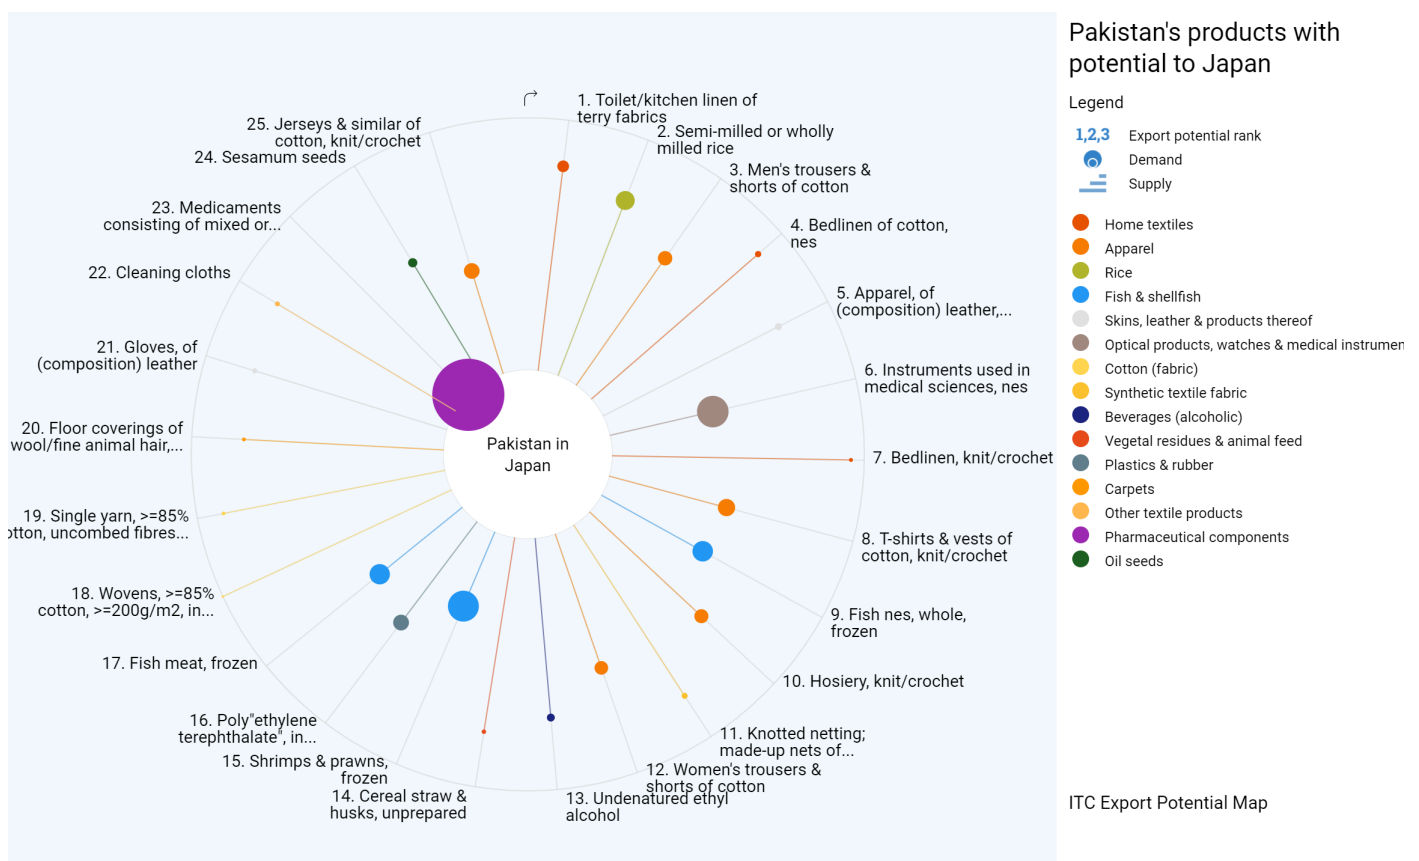 Pakistan's products with
potential to Japan
Legend
1,2,3 Export potential rank
Demand
Supply
Home textiles
Apparel
Rice
Fish & shellfish
Skins, leather & products thereof
Optical products, watches & medical instrumen
Cotton (fabric)
Synthetic textile fabric
Beverages (alcoholic)
Vegetal residues & animal feed
Plastics & rubber
Carpets
Other textile products
Pharmaceutical components
Oil seeds
ITC Export Potential Map
Pakistan in
Japan
1. Toilet/kitchen linen of
terry fabrics
2. Semi-milled or wholly
milled rice
3. Men's trousers &
shorts of cotton
4. Bedlinen of cotton,
nes
5. Apparel, of
(composition) leather,...
6. Instruments used in
medical sciences, nes
7. Bedlinen, knit/crochet
8. T-shirts & vests of
cotton, knit/crochet
9. Fish nes, whole,
frozen
10. Hosiery, knit/crochet
11. Knotted netting;
made-up nets of...
12. Women's trousers &
shorts of cotton
13. Undenatured ethyl
alcohol
14. Cereal straw &
husks, unprepared
15. Shrimps & prawns,
frozen
16. Poly"ethylene
terephthalate", in...
17. Fish meat, frozen
18. Wovens, >=85%
cotton, >=200g/m2, in...
19. Single yarn, >=85%
otton, uncombed fibres...
20. Floor coverings of
wool/fine animal hair,...
21. Gloves, of
(composition) leather
22. Cleaning cloths
23. Medicaments
consisting of mixed or...
24. Sesamum seeds
25. Jerseys & similar of
cotton, knit/crochet